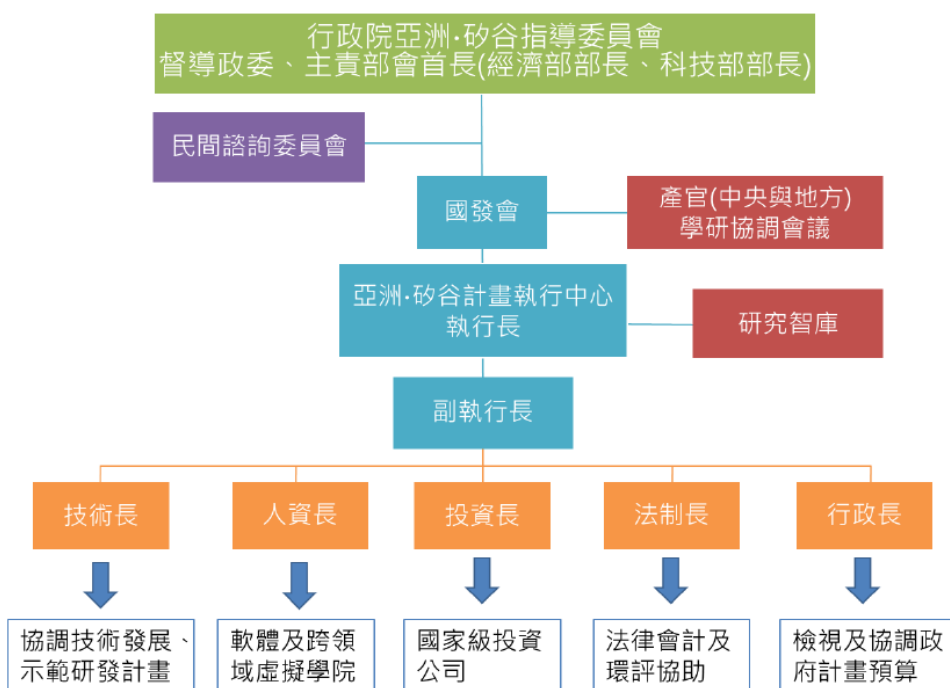 行政院亞洲·矽谷指導委員會
督導政委、主責部會首長(經濟部部長、科技部部長)
民間諮詢委員會
國發會
產官(中央與地方)
學研協調會議
亞洲·矽谷計畫執行中心
執行長
研究智庫
副執行長
技術長
人資長
投資長
法制長
行政長
協調技術發展、
示範研發計畫
軟體及跨領
域虛擬學院
國家級投資
公司
法律會計及
環評協助
檢視及協調政
府計畫預算